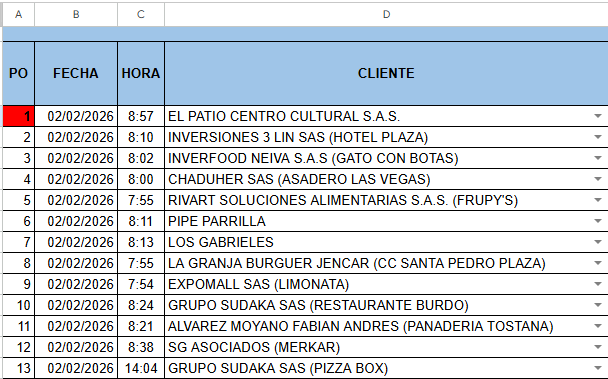 A B C D
PO FECHA HORA CLIENTE
1 02/02/2026 8:57 EL PATIO CENTRO CULTURAL S.A.S.
2 02/02/2026 8:10 INVERSIONES 3 LIN SAS (HOTEL PLAZA)
3 02/02/2026 8:02 INVERFOOD NEIVA S.A.S (GATO CON BOTAS)
4 02/02/2026 8:00 CHADUHER SAS (ASADERO LAS VEGAS)
5 02/02/2026 7:55 RIVART SOLUCIONES ALIMENTARIAS S.A.S. (FRUPY'S)
6 02/02/2026 8:11 PIPE PARRILLA
7 02/02/2026 8:13 LOS GABRIELES
8 02/02/2026 7:55 LA GRANJA BURGUER JENCAR (CC SANTA PEDRO PLAZA)
9 02/02/2026 7:54 EXPOMALL SAS (LIMONATA)
10 02/02/2026 8:24 GRUPO SUDAKA SAS (RESTAURANTE BURDO)
11 02/02/2026 8:21 ALVAREZ MOYANO FABIAN ANDRES (PANADERIA TOSTANA)
12 02/02/2026 8:38 SG ASOCIADOS (MERKAR)
13 02/02/2026 14:04 GRUPO SUDAKA SAS (PIZZA BOX)